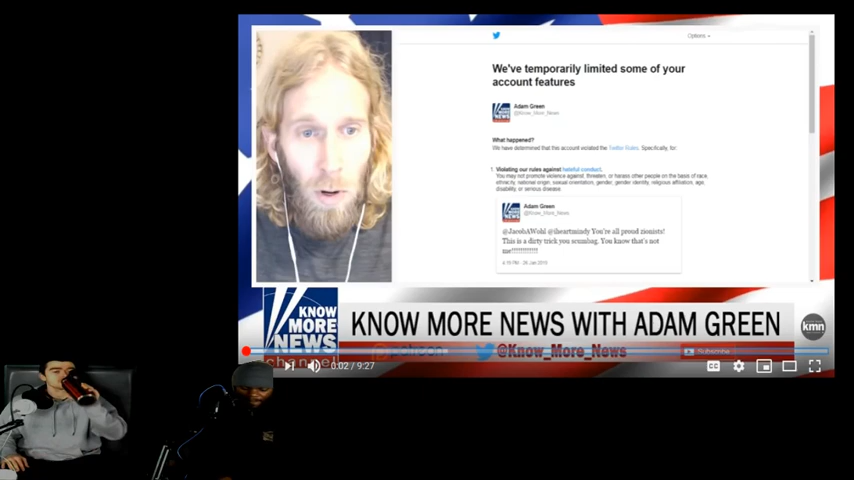 Options
We've temporarily limited some of your
account features
Adam Green
@Know_More_News
What happened?
We have determined that this account violated the Twitter Rules. Specifically, for:
1. Violating our rules against hateful conduct.
You may not promote violence against, threaten, or harass other people on the basis of race,
ethnicity, national origin, sexual orientation, gender, gender identity, religious affiliation, age,
disability, or serious disease.
Adam Green
@Know_More_News
@JacobAWohl @iheartmindy You're all proud zionists!
This is a dirty trick you scumbag. You know that's not
me!!!!!!!!!!!!
KNOW
MORE
NEWS
channel
KNOW MORE NEWS WITH ADAM GREEN
kmn
patreon
@Know_More_News
Subscribe
0:02 / 9:27
CC